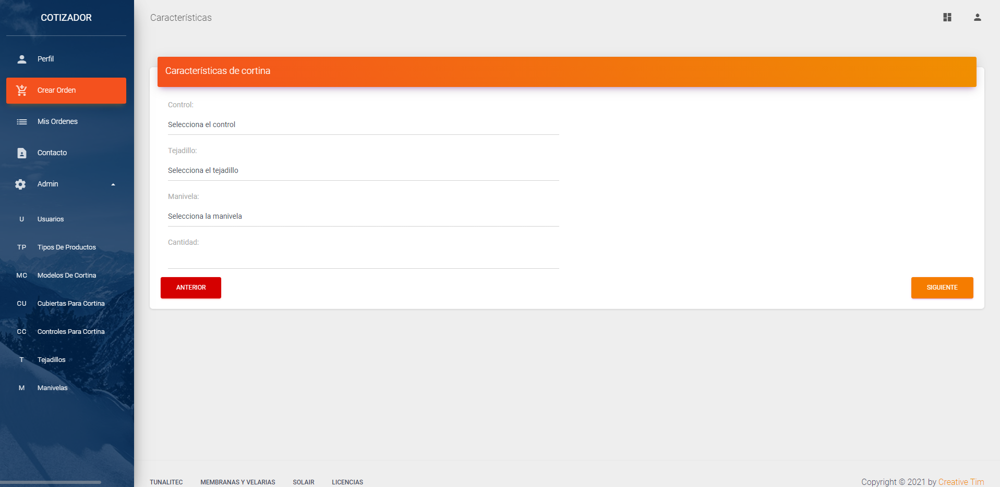 COTIZADOR
Perfil
Crear Orden
Mis Ordenes
Contacto
Admin
U Usuarios
TP Tipos De Productos
MC Modelos De Cortina
CU Cubiertas Para Cortina
CC Controles Para Cortina
T Tejadillos
M Manivelas
Características
Características de cortina
Control:
Selecciona el control
Tejadillo:
Selecciona el tejadillo
Manivela:
Selecciona la manivela
Cantidad:
ANTERIOR
SIGUIENTE
TUNALITEC MEMBRANAS Y VELARIAS SOLAIR LICENCIAS
Copyright © 2021 by Creative Tim